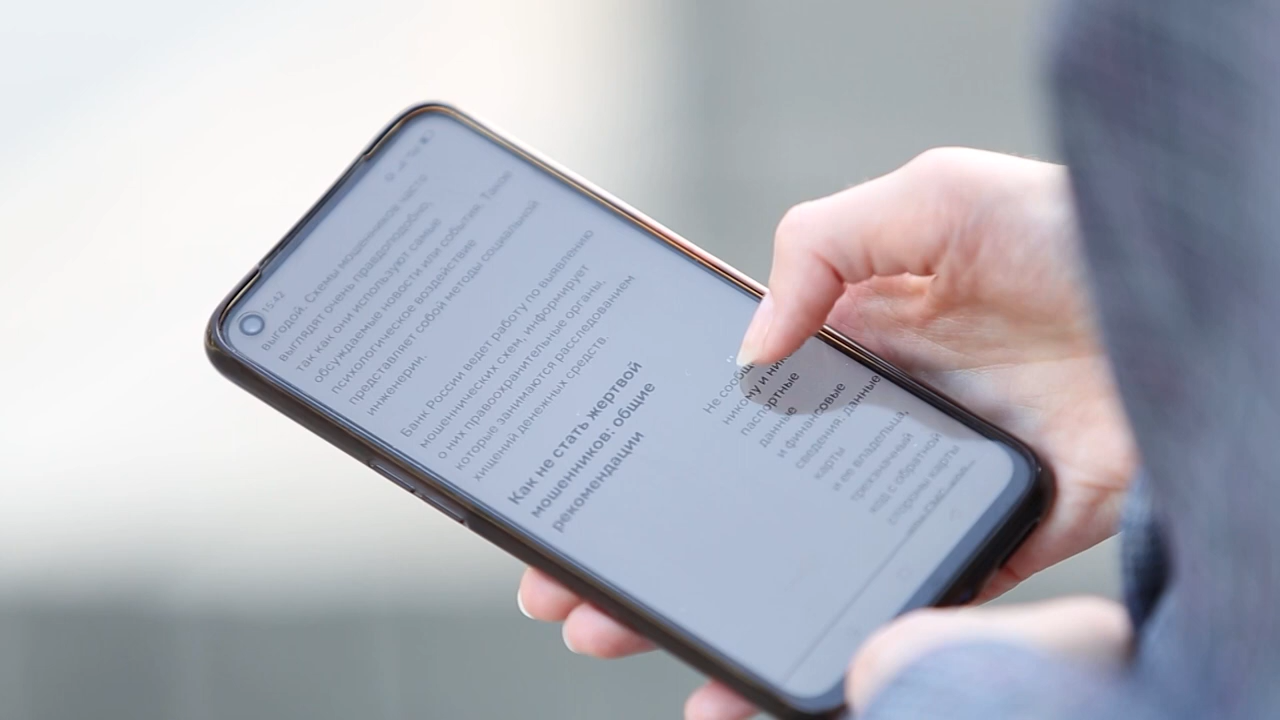 15:42
выгодой. Схемы мошенников часто
выглядят очень правдоподобно,
так как они используют самые
обсуждаемые новости или события. Такое
психологическое воздействие
представляет собой методы социальной
инженерии.
Банк России ведет работу по выявлению
мошеннических схем, информирует
о них правоохранительные органы,
которые занимаются расследованием
хищений денежных средств.
Как не стать жертвой
мошенников: общие
рекомендации
Не сообщ
никому и ник
паспортные
данные
и финансовые
сведения: данные
карты
и ее владельца,
трехзначный
код с обратной
стороны карты